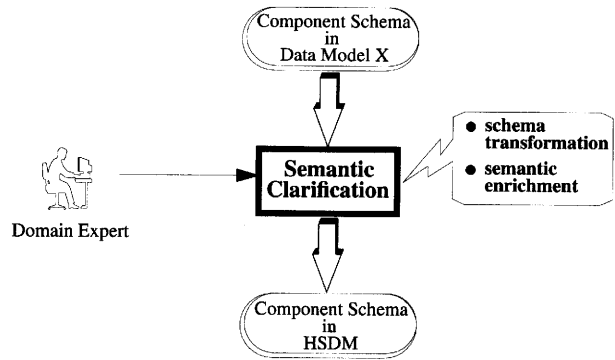 Component Schema
in
Data Model X
● schema
transformation
● semantic
enrichment
Semantic
Clarification
Domain Expert
Component Schema
in
HSDM